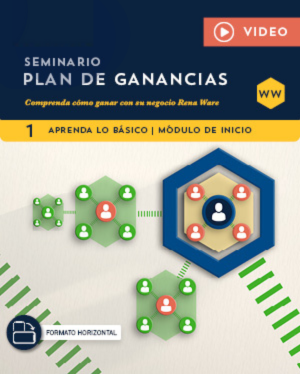 VIDEO
SEMINARIO
PLAN DE GANANCIAS
Comprenda cómo ganar con su negocio Rena Ware
WW
1 APRENDA LO BÁSICO | MÒDULO DE INICIO
FORMATO HORIZONTAL